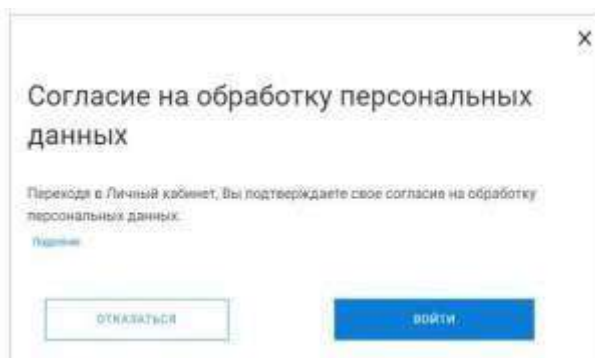 Согласие на обработку персональных
данных
Переходя в Личный кабинет, Вы подтверждаете свое согласие на обработку
персональных данных.
Подробнее
ОТКАЗАТЬСЯ
ВОЙТИ